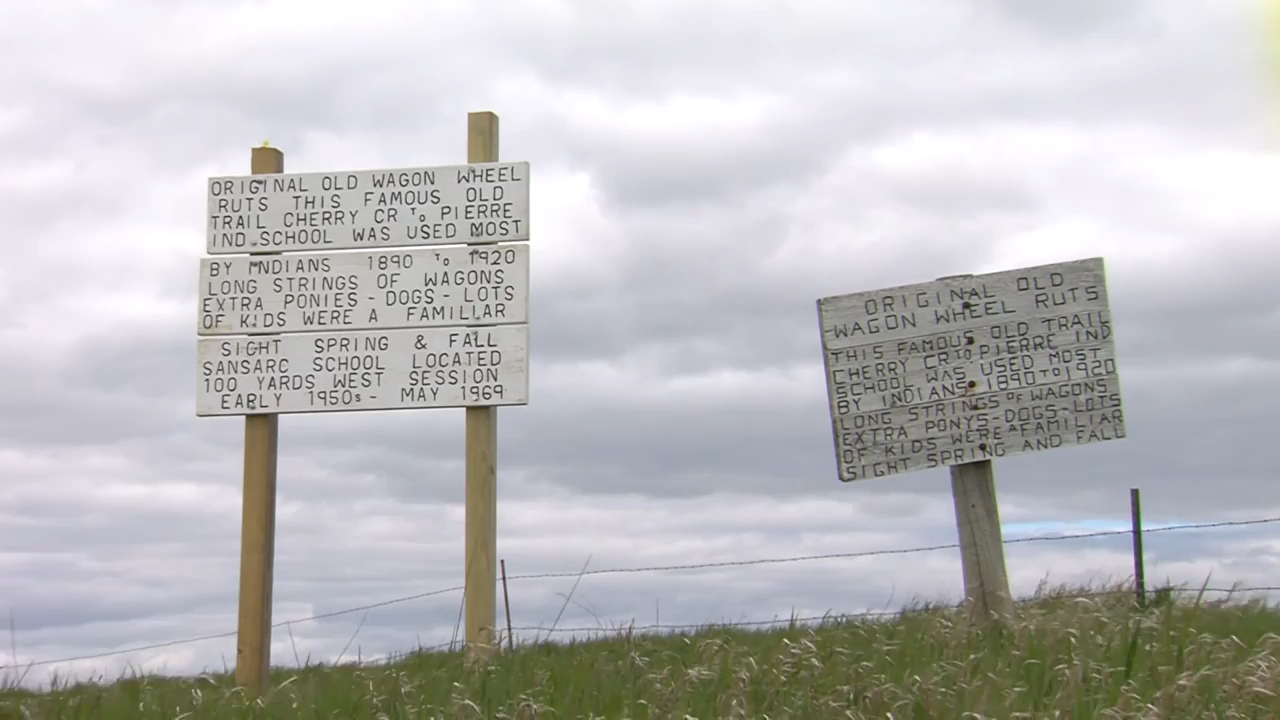 ORIGINAL OLD WAGON WHEEL
RUTS THIS FAMOUS OLD
TRAIL CHERRY CR TO PIERRE
IND.SCHOOL WAS USED MOST
BY INDIANS 1890 TO 1920
LONG STRINGS OF WAGONS
EXTRA PONIES - DOGS - LOTS
OF KIDS WERE A FAMILIAR
SIGHT SPRING & FALL
SANSARC SCHOOL LOCATED
100 YARDS WEST SESSION
EARLY 1950s - MAY 1969
ORIGINAL OLD
WAGON WHEEL RUTS
THIS FAMOUS OLD TRAIL
CHERRY CR TO PIERRE IND
SCHOOL WAS USED MOST
BY INDIANS 1890 TO 1920
LONG STRINGS OF WAGONS
EXTRA PONYS-DOGS-LOTS
OF KIDS WERE A FAMILIAR
SIGHT SPRING AND FALL